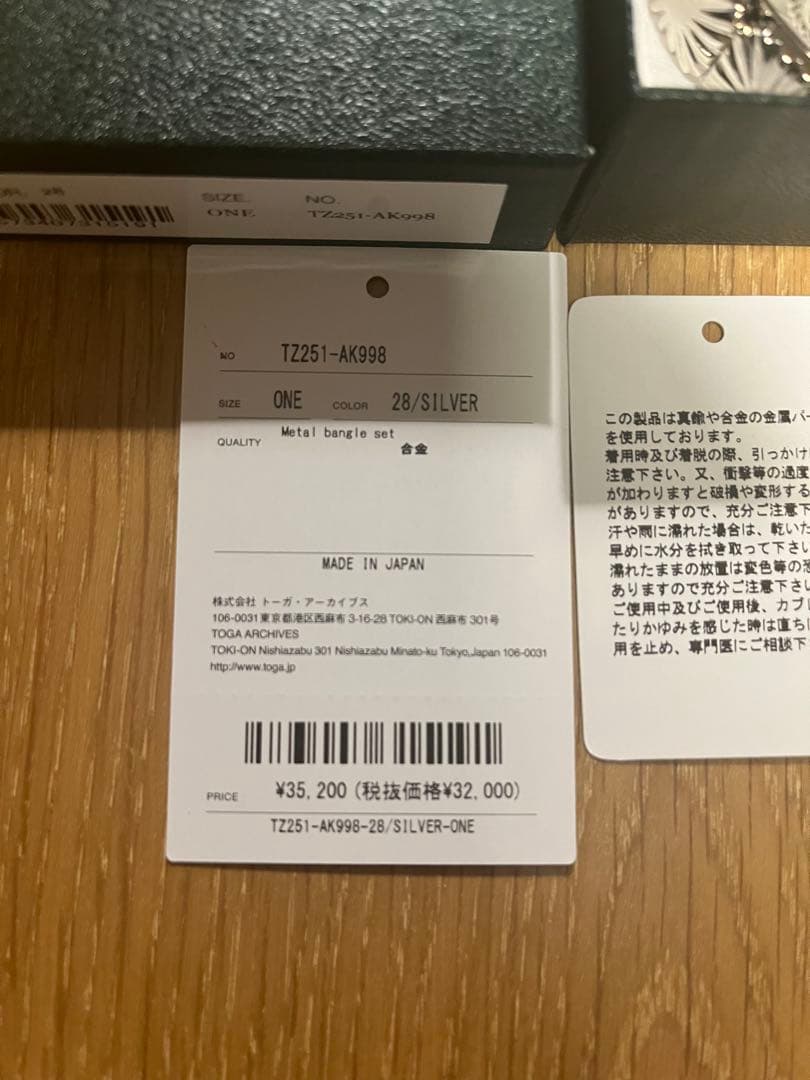 28
SIZE.
ONE
NO.
TZ251-AK998
NO TZ251-AK998
SIZE ONE COLOR 28/SILVER
QUALITY Metal bangle set
合金
MADE IN JAPAN
株式会社 トーガ・アーカイブス
106-0031東京都港区西麻布 3-16-28 TOKI-ON 西麻布 301号
TOGA ARCHIVES
TOKI-ON Nishiazabu 301 Nishiazabu Minato-ku Tokyo,Japan 106-0031
http://www.toga.jp
PRICE ¥35,200 (税抜価格¥32,000)
TZ251-AK998-28/SILVER-ONE
この製品は真鍮や合金の金属パー
を使用しております。
着用時及び着脱の際、引っかけ
注意下さい。又、衝撃等の過度
が加わりますと破損や変形する
がありますので、充分ご注意下
汗や雨に濡れた場合は、乾いた
早めに水分を拭き取って下さい
濡れたままの放置は変色等の恐
ありますので充分ご注意下さい
ご使用中及びご使用後、カブレ
たりかゆみを感じた時は直ちに
用を止め、専門医にご相談下